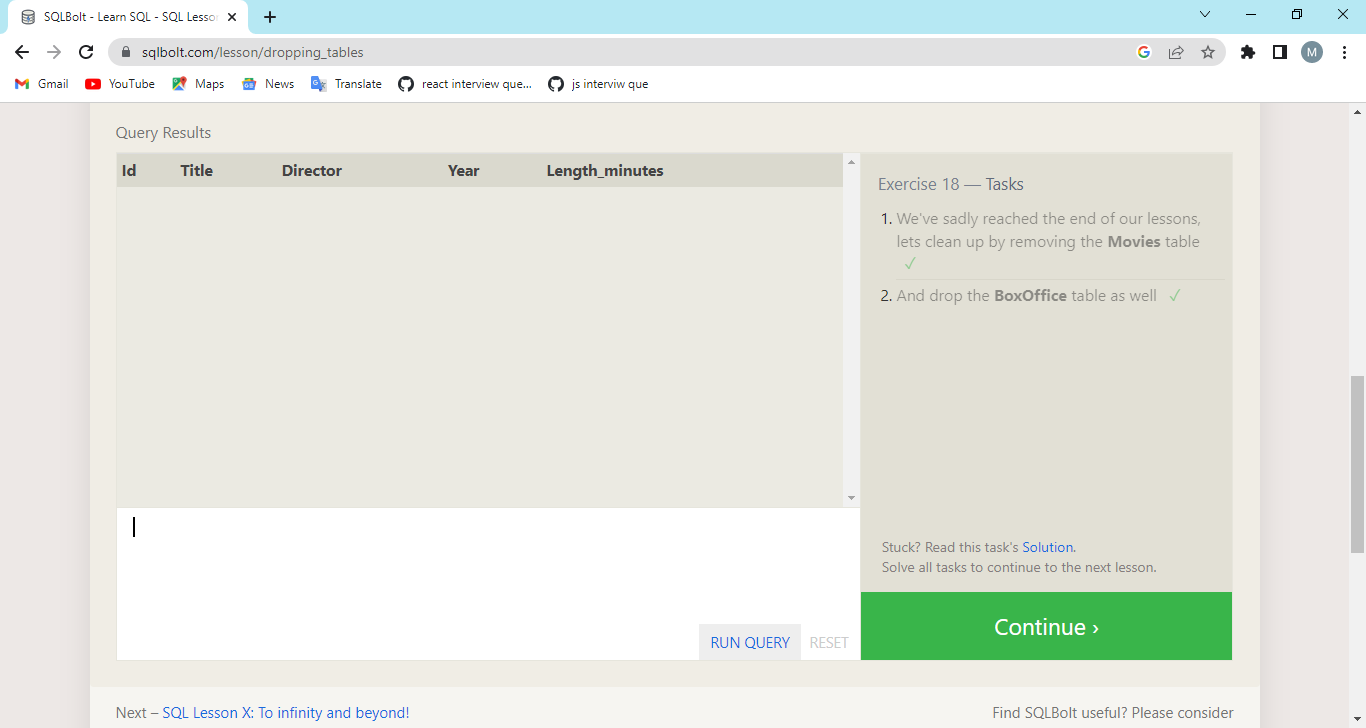 SQLBolt - Learn SQL - SQL Lesson
sqlbolt.com/lesson/dropping_tables
M
Gmail YouTube Maps News Translate react interview que... js interviw que
Query Results
Id Title Director Year Length_minutes
Exercise 18 — Tasks
1. We've sadly reached the end of our lessons,
lets clean up by removing the Movies table
✓
2. And drop the BoxOffice table as well ✓
Stuck? Read this task's Solution.
Solve all tasks to continue to the next lesson.
RUN QUERY RESET
Continue ›
Next – SQL Lesson X: To infinity and beyond!
Find SQLBolt useful? Please consider